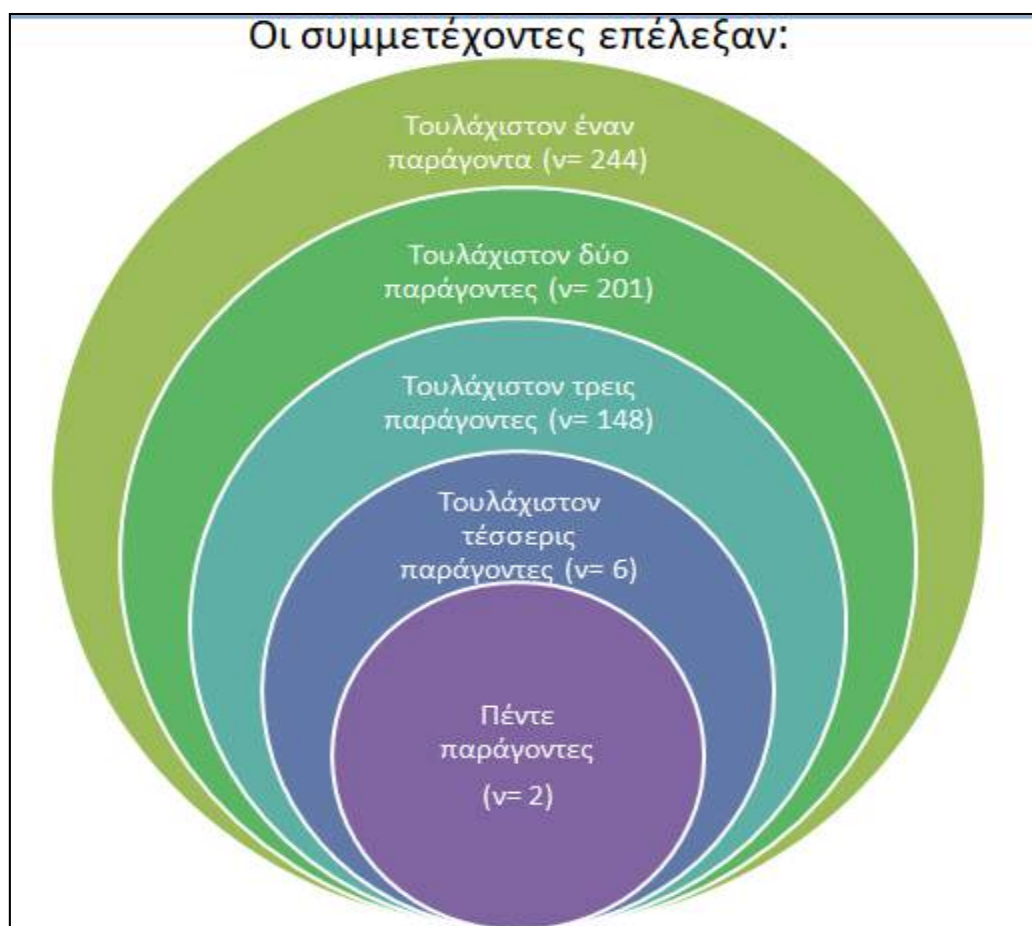 Οι συμμετέχοντες επέλεξαν:
Τουλάχιστον έναν
παράγοντα (ν= 244)
Τουλάχιστον δύο
παράγοντες (ν= 201)
Τουλάχιστον τρεις
παράγοντες (ν= 148)
Τουλάχιστον
τέσσερις
παράγοντες (ν= 6)
Πέντε
παράγοντες
(ν= 2)